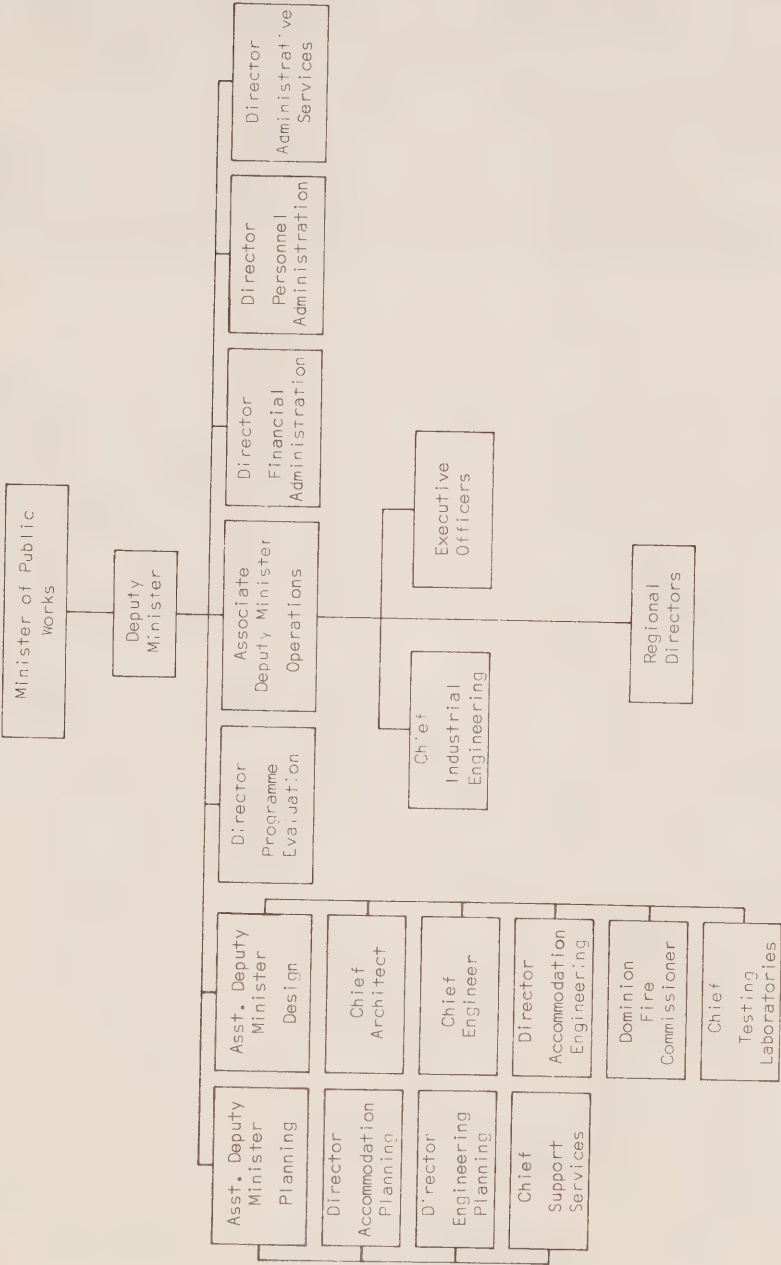 Minister of Public
Works
Deputy
Minister
Asst. Deputy
Minister
Planning
Asst. Deputy
Minister
Design
Director
Programme
Evaluation
Associate
Deputy Minister
Operations
Director
Financial
Administration
Director
Personnel
Administration
Director
Administrative
Services
Director
Accommodation
Planning
Director
Engineering
Planning
Chief
Support
Services
Chief
Architect
Chief
Engineer
Director
Accommodation
Engineering
Dominion
Fire
Commissioner
Chief
Testing
Laboratories
Chief
Industrial
Engineering
Executive
Officers
Regional
Directors